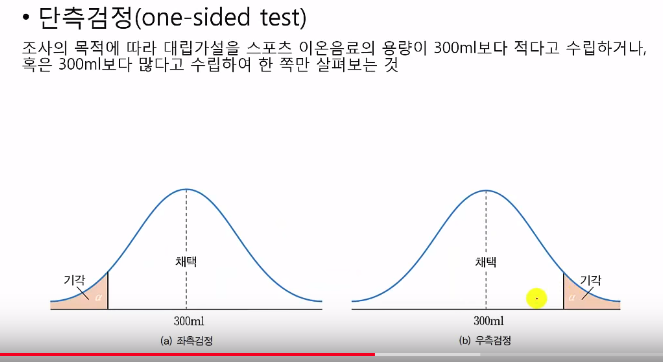 • 단측검정(one-sided test)
조사의 목적에 따라 대립가설을 스포츠 이온음료의 용량이 300ml보다 적다고 수립하거나,
혹은 300ml보다 많다고 수립하여 한 쪽만 살펴보는 것
채택
기각
α
300ml
(a) 좌측검정
채택
기각
α
300ml
(b) 우측검정